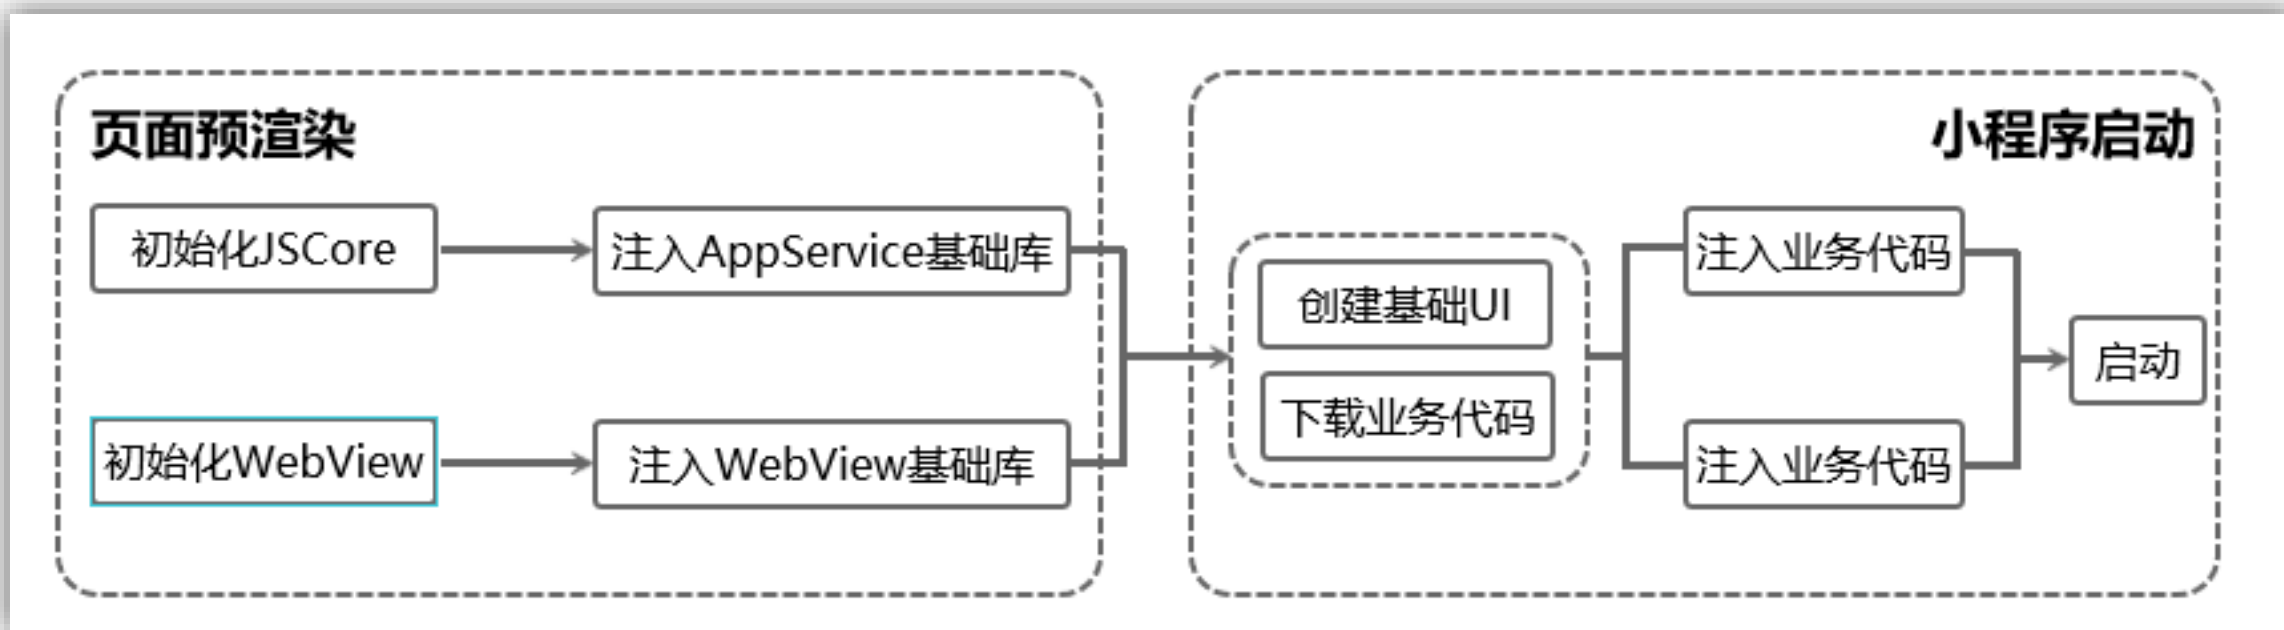 页面预渲染
初始化JSCore
注入AppService基础库
初始化WebView
注入WebView基础库
小程序启动
创建基础UI
下载业务代码
注入业务代码
注入业务代码
启动